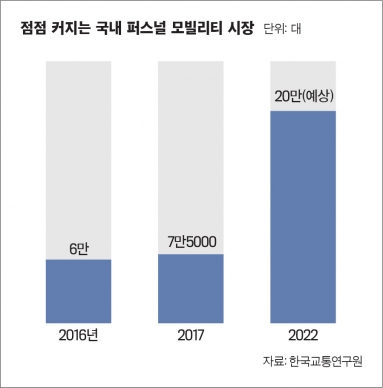 점점 커지는 국내 퍼스널 모빌리티 시장 단위: 대
20만(예상)
7만5000
6만
2016년 2017 2022
자료: 한국교통연구원